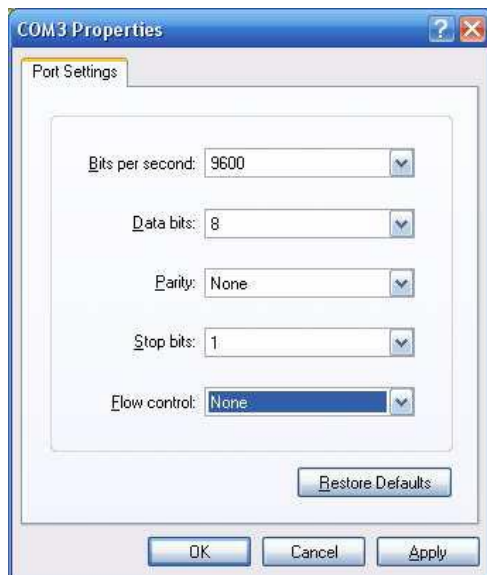 COM3 Properties
Port Settings
Bits per second: 9600
Data bits: 8
Parity: None
Stop bits: 1
Flow control: None
Restore Defaults
OK Cancel Apply